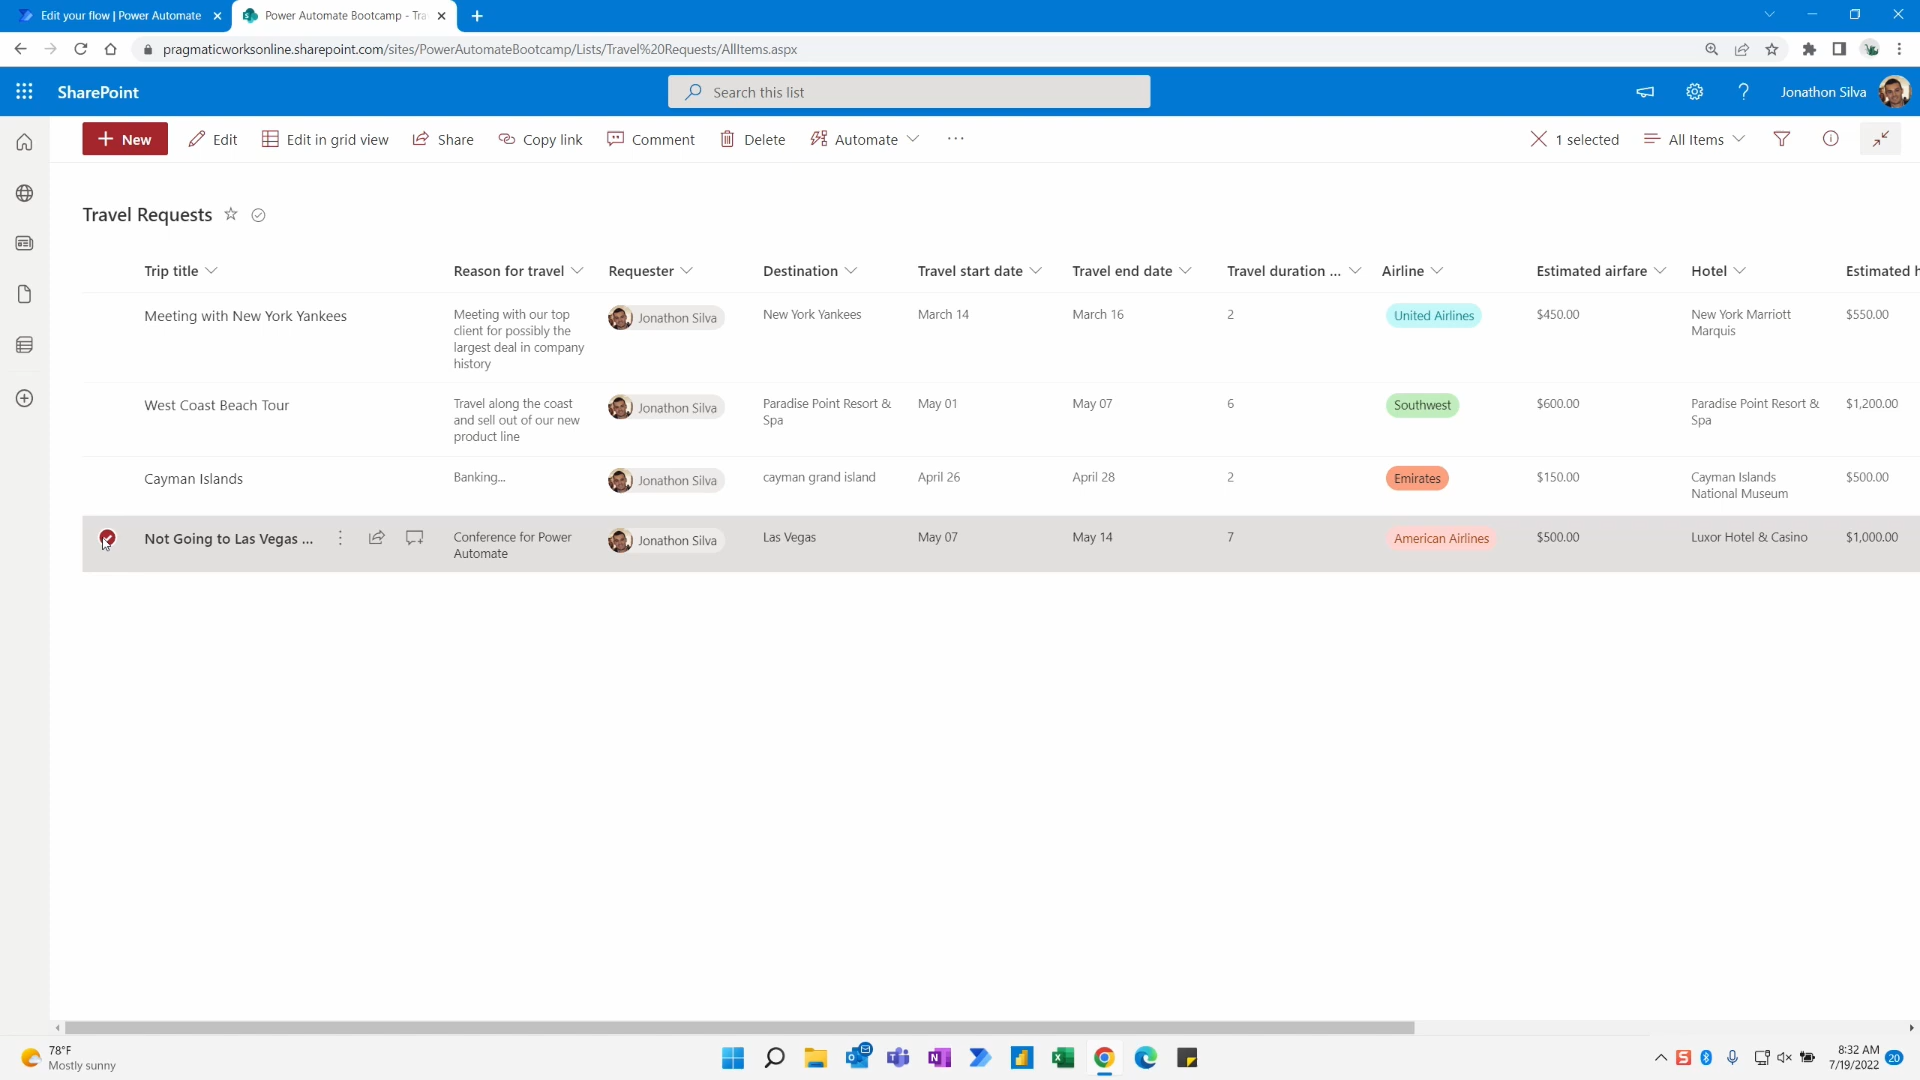 Edit your flow | Power Automate
Power Automate Bootcamp - Tra
pragmaticworksonline.sharepoint.com/sites/PowerAutomateBootcamp/Lists/Travel%20Requests/AllItems.aspx
SharePoint
Search this list
Jonathon Silva
New
Edit
Edit in grid view
Share
Copy link
Comment
Delete
Automate
1 selected
All Items
Travel Requests
Trip title
Reason for travel
Requester
Destination
Travel start date
Travel end date
Travel duration ...
Airline
Estimated airfare
Hotel
Estimated h
Meeting with New York Yankees
Meeting with our top
client for possibly the
largest deal in company
history
Jonathon Silva
New York Yankees
March 14
March 16
2
United Airlines
$450.00
New York Marriott
Marquis
$550.00
West Coast Beach Tour
Travel along the coast
and sell out of our new
product line
Jonathon Silva
Paradise Point Resort &
Spa
May 01
May 07
6
Southwest
$600.00
Paradise Point Resort &
Spa
$1,200.00
Cayman Islands
Banking...
Jonathon Silva
cayman grand island
April 26
April 28
2
Emirates
$150.00
Cayman Islands
National Museum
$500.00
Not Going to Las Vegas ...
Conference for Power
Automate
Jonathon Silva
Las Vegas
May 07
May 14
7
American Airlines
$500.00
Luxor Hotel & Casino
$1,000.00
78°F
Mostly sunny
8:32 AM
7/19/2022
20